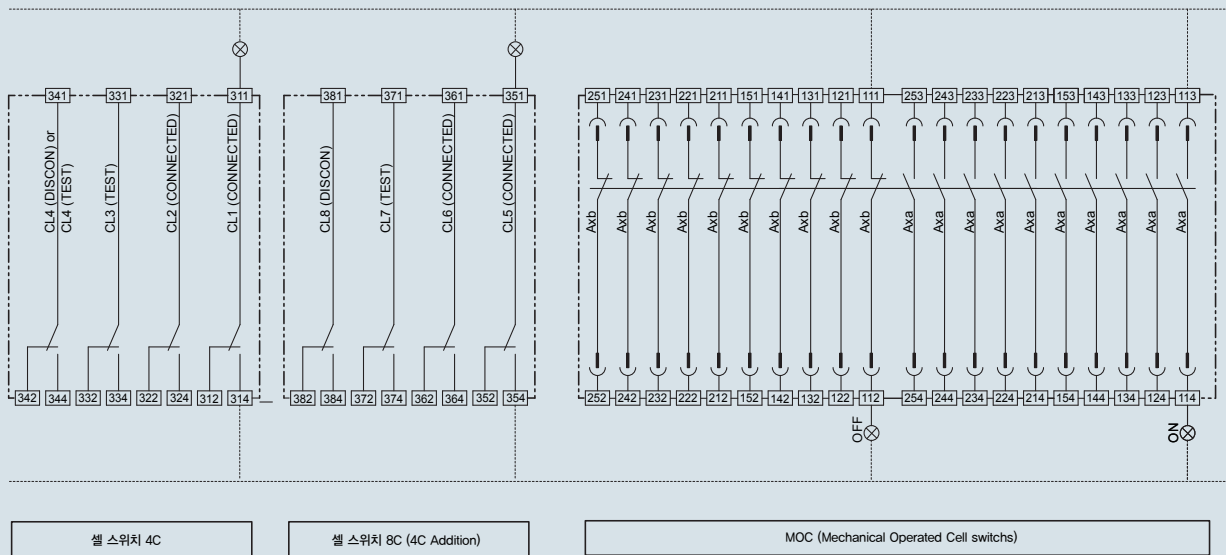 341 331 321 311 381 371 361 351 251 241 231 221 211 151 141 131 121 111 253 243 233 223 213 153 143 133 123 113
CL4 (DISCON) or
CL4 (TEST)
CL3 (TEST)
CL2 (CONNECTED)
CL1 (CONNECTED)
CL8 (DISCON)
CL7 (TEST)
CL6 (CONNECTED)
CL5 (CONNECTED)
Axb Axb Axb Axb Axb Axb Axb Axb Axb Axb Axa Axa Axa Axa Axa Axa Axa Axa Axa Axa
342 344 332 334 322 324 312 314 382 384 372 374 362 364 352 354 252 242 232 222 212 152 142 132 122 112 254 244 234 224 214 154 144 134 124 114
OFF
ON
셀 스위치 4C
셀 스위치 8C (4C Addition)
MOC (Mechanical Operated Cell switchs)